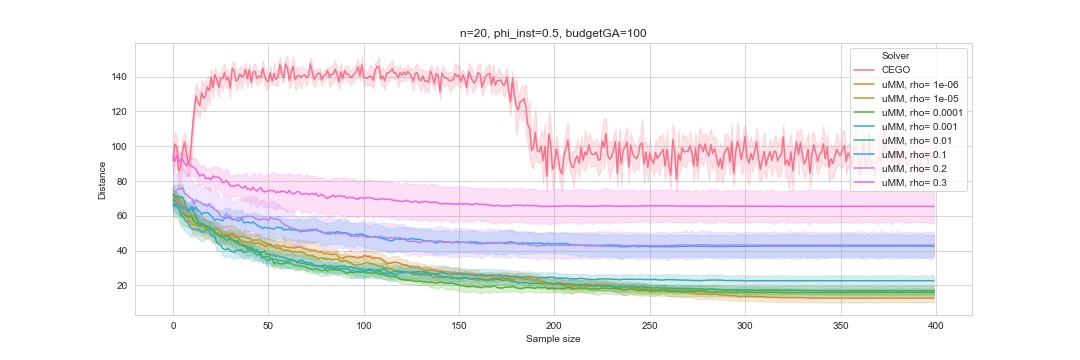 n=20, phi_inst=0.5, budgetGA=100
Distance
140
120
100
80
60
40
20
0
50
100
150
200
250
300
350
400
Sample size
Solver
CEGO
uMM, rho= 1e-06
uMM, rho= 1e-05
uMM, rho= 0.0001
uMM, rho= 0.001
uMM, rho= 0.01
uMM, rho= 0.1
uMM, rho= 0.2
uMM, rho= 0.3